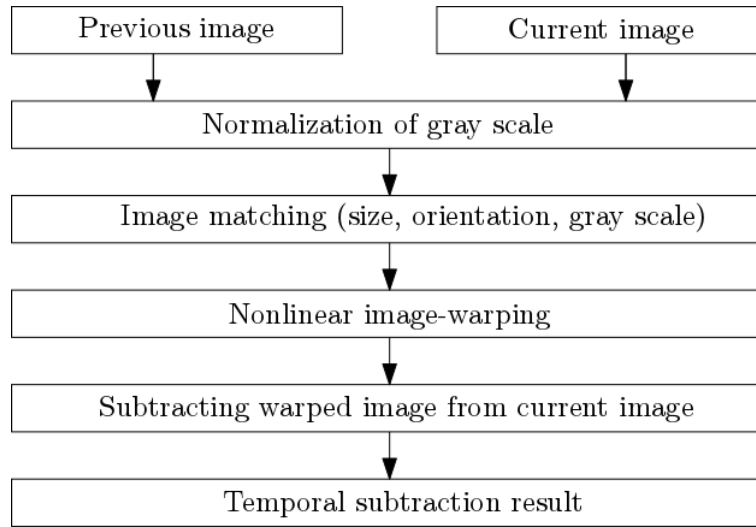 Previous image
Current image
Normalization of gray scale
Image matching (size, orientation, gray scale)
Nonlinear image-warping
Subtracting warped image from current image
Temporal subtraction result